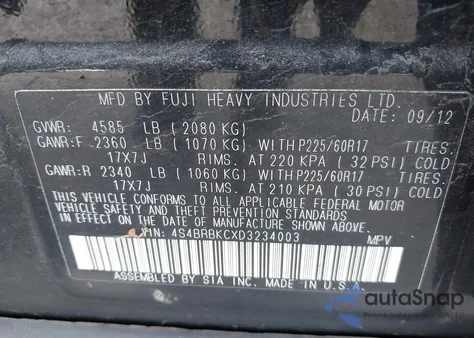 MFD BY FUJI HEAVY INDUSTRIES LTD.
DATE: 09/12
GVWR: 4585 LB (2080 KG)
GAWR:F 2360 LB (1070 KG) WITH P225/60R17 TIRES.
17X7J RIMS. AT 220 KPA (32 PSI) COLD
GAWR:R 2340 LB (1060 KG) WITH P225/60R17 TIRES.
17X7J RIMS. AT 210 KPA (30 PSI) COLD
THIS VEHICLE CONFORMS TO ALL APPLICABLE FEDERAL MOTOR
VEHICLE SAFETY AND THEFT PREVENTION STANDARDS
IN EFFECT ON THE DATE OF MANUFACTURE SHOWN ABOVE.
VIN: 4S4BRBKCXD3234003 MPV
ASSEMBLED BY SIA INC. MADE IN U.S.A.
autoSnap